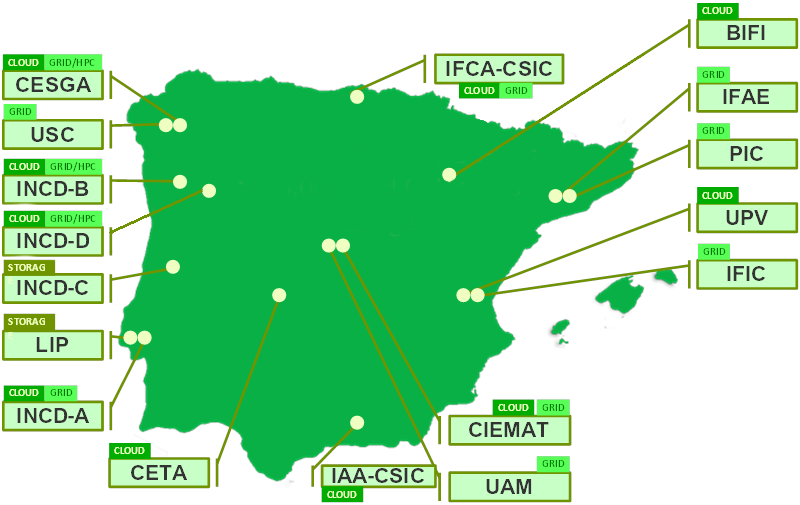 CLOUD
BIFI
CLOUD GRID/HPC
CESGA
IFCA-CSIC
CLOUD GRID
GRID
IFAE
GRID
USC
GRID
PIC
CLOUD GRID/HPC
INCD-B
CLOUD
UPV
CLOUD GRID/HPC
INCD-D
GRID
IFIC
STORAG
INCD-C
STORAG
LIP
CLOUD GRID
INCD-A
CLOUD GRID
CIEMAT
CLOUD
CETA
IAA-CSIC
CLOUD
GRID
UAM